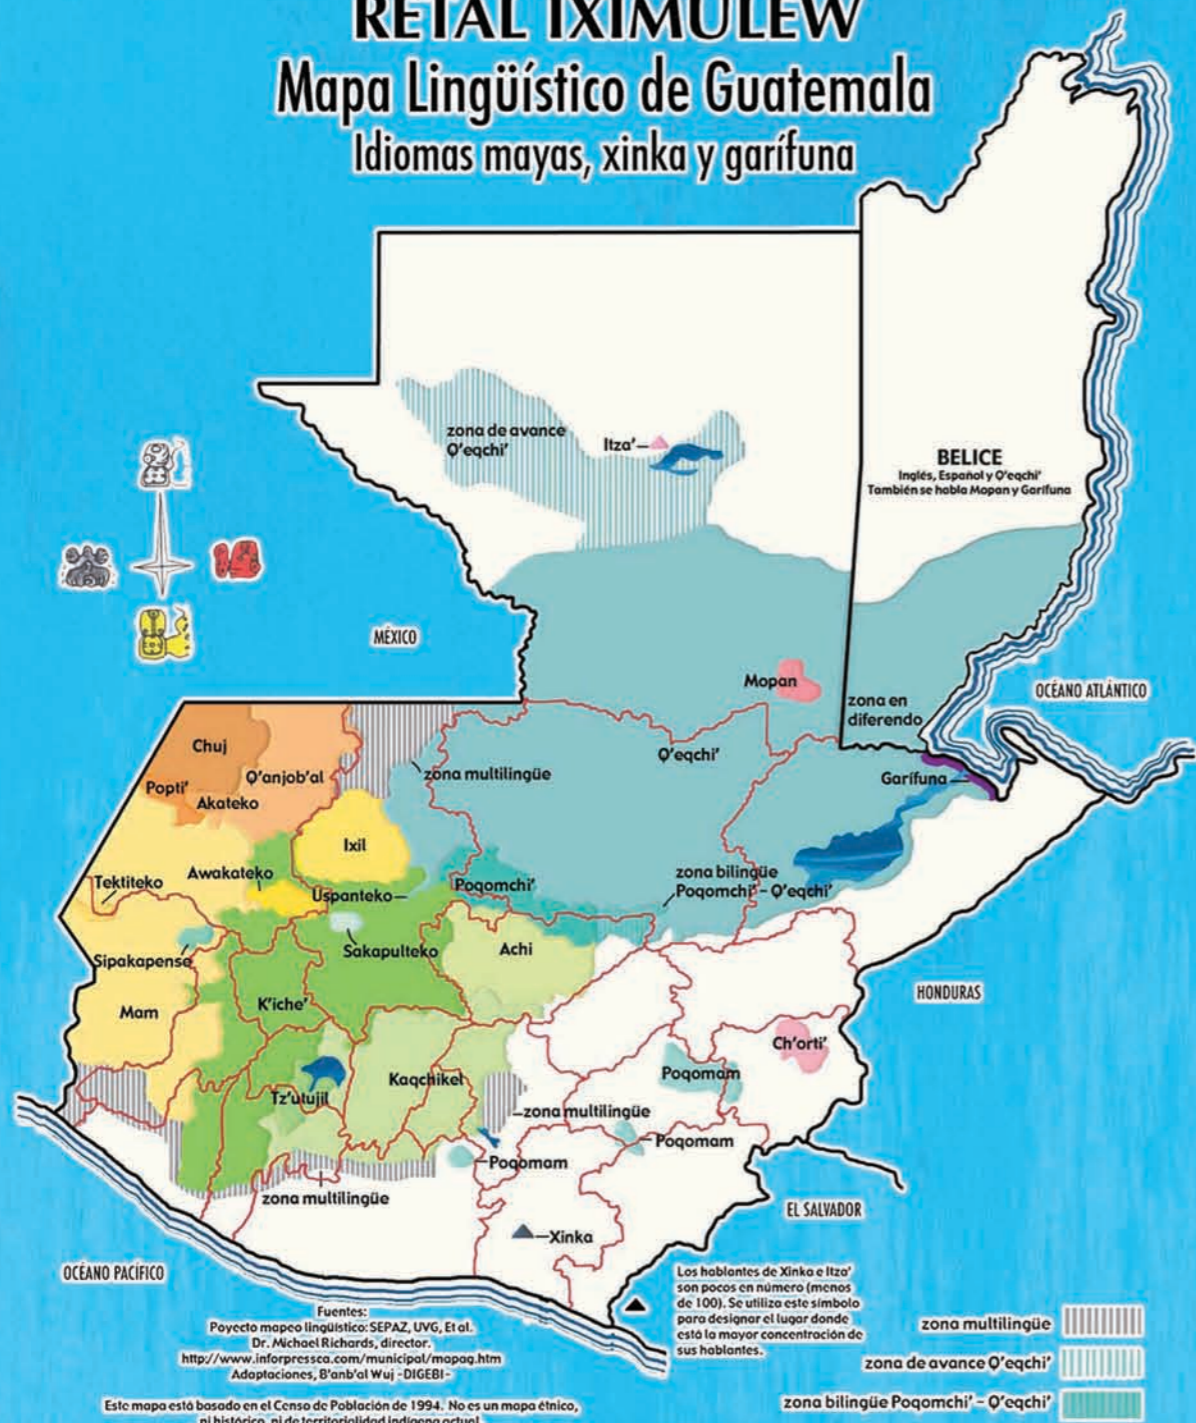 RETAL IXIMULEW
Mapa Lingüístico de Guatemala
Idiomas mayas, xinka y garífuna
zona de avance
Q'eqchi'
Itza'
BELICE
Inglés, Español y Q'eqchi'
También se habla Mopan y Garífuna
MÉXICO
Mopan
zona en
diferendo
OCÉANO ATLÁNTICO
Chuj
Q'anjob'al
Popti'
Akateko
zona multilingüe
Q'eqchi'
Garífuna
Ixil
Tektiteko
Awakateko
Uspanteko
Poqomchi'
zona bilingüe
Poqomchi' - Q'eqchi'
Sipakapense
Sakapulteko
Achi
Mam
K'iche'
HONDURAS
Ch'orti'
Tz'utujil
Kaqchikel
Poqomam
zona multilingüe
Poqomam
Poqomam
zona multilingüe
Xinka
EL SALVADOR
OCÉANO PACÍFICO
Los hablantes de Xinka e Itza'
son pocos en número (menos
de 100). Se utiliza este símbolo
para designar el lugar donde
está la mayor concentración de
sus hablantes.
Fuentes:
Poyecto mapeo lingüístico: SEPAZ, UVG, Et al.
Dr. Michael Richards, director.
http://www.inforpressca.com/municipal/mapag.htm
Adaptaciones, B'anb'al Wuj -DIGEBI-
Este mapa está basado en el Censo de Población de 1994. No es un mapa étnico,
ni histórico, ni de territorialidad indígena actual
zona multilingüe
zona de avance Q'eqchi'
zona bilingüe Poqomchi' - Q'eqchi'